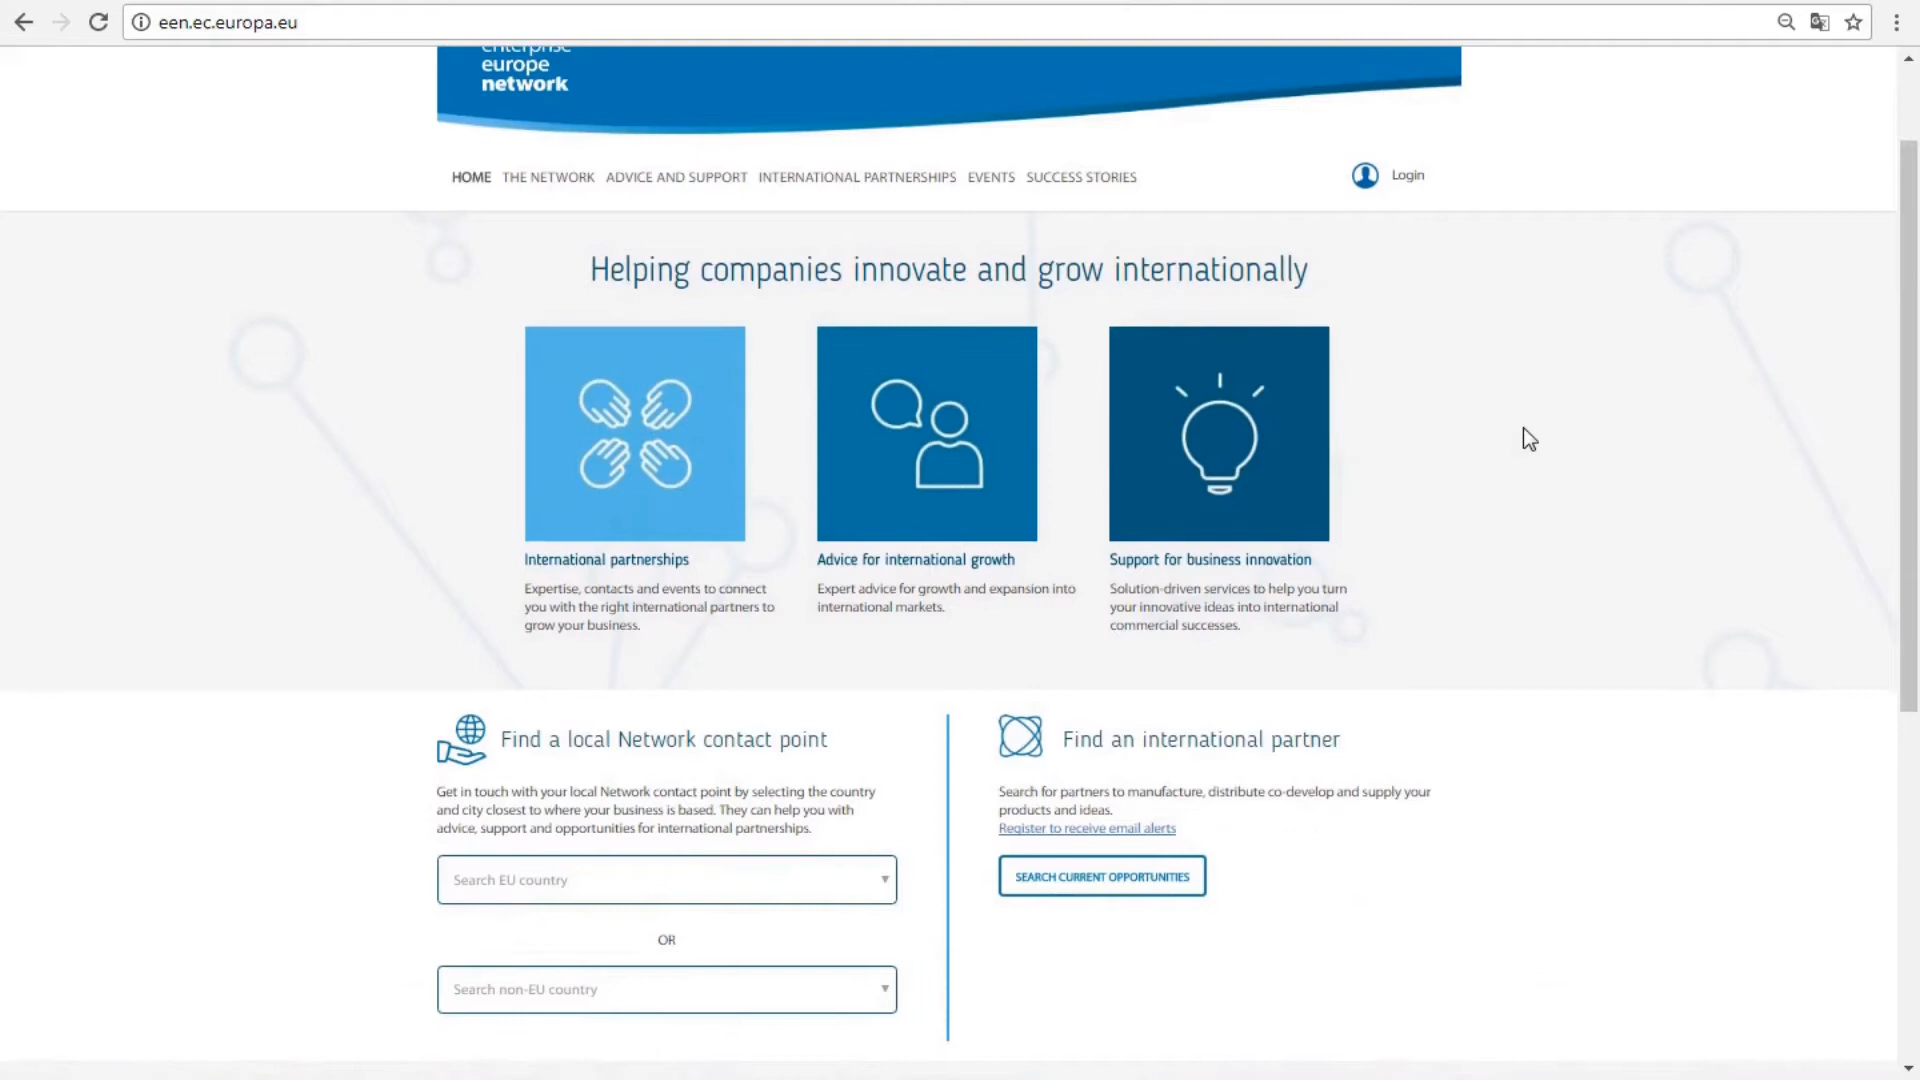 een.ec.europa.eu
enterprise
europe
network
HOME THE NETWORK ADVICE AND SUPPORT INTERNATIONAL PARTNERSHIPS EVENTS SUCCESS STORIES
Login
Helping companies innovate and grow internationally
International partnerships
Expertise, contacts and events to connect
you with the right international partners to
grow your business.
Advice for international growth
Expert advice for growth and expansion into
international markets.
Support for business innovation
Solution-driven services to help you turn
your innovative ideas into international
commercial successes.
Find a local Network contact point
Get in touch with your local Network contact point by selecting the country
and city closest to where your business is based. They can help you with
advice, support and opportunities for international partnerships.
Search EU country
OR
Search non-EU country
Find an international partner
Search for partners to manufacture, distribute co-develop and supply your
products and ideas.
Register to receive email alerts
SEARCH CURRENT OPPORTUNITIES